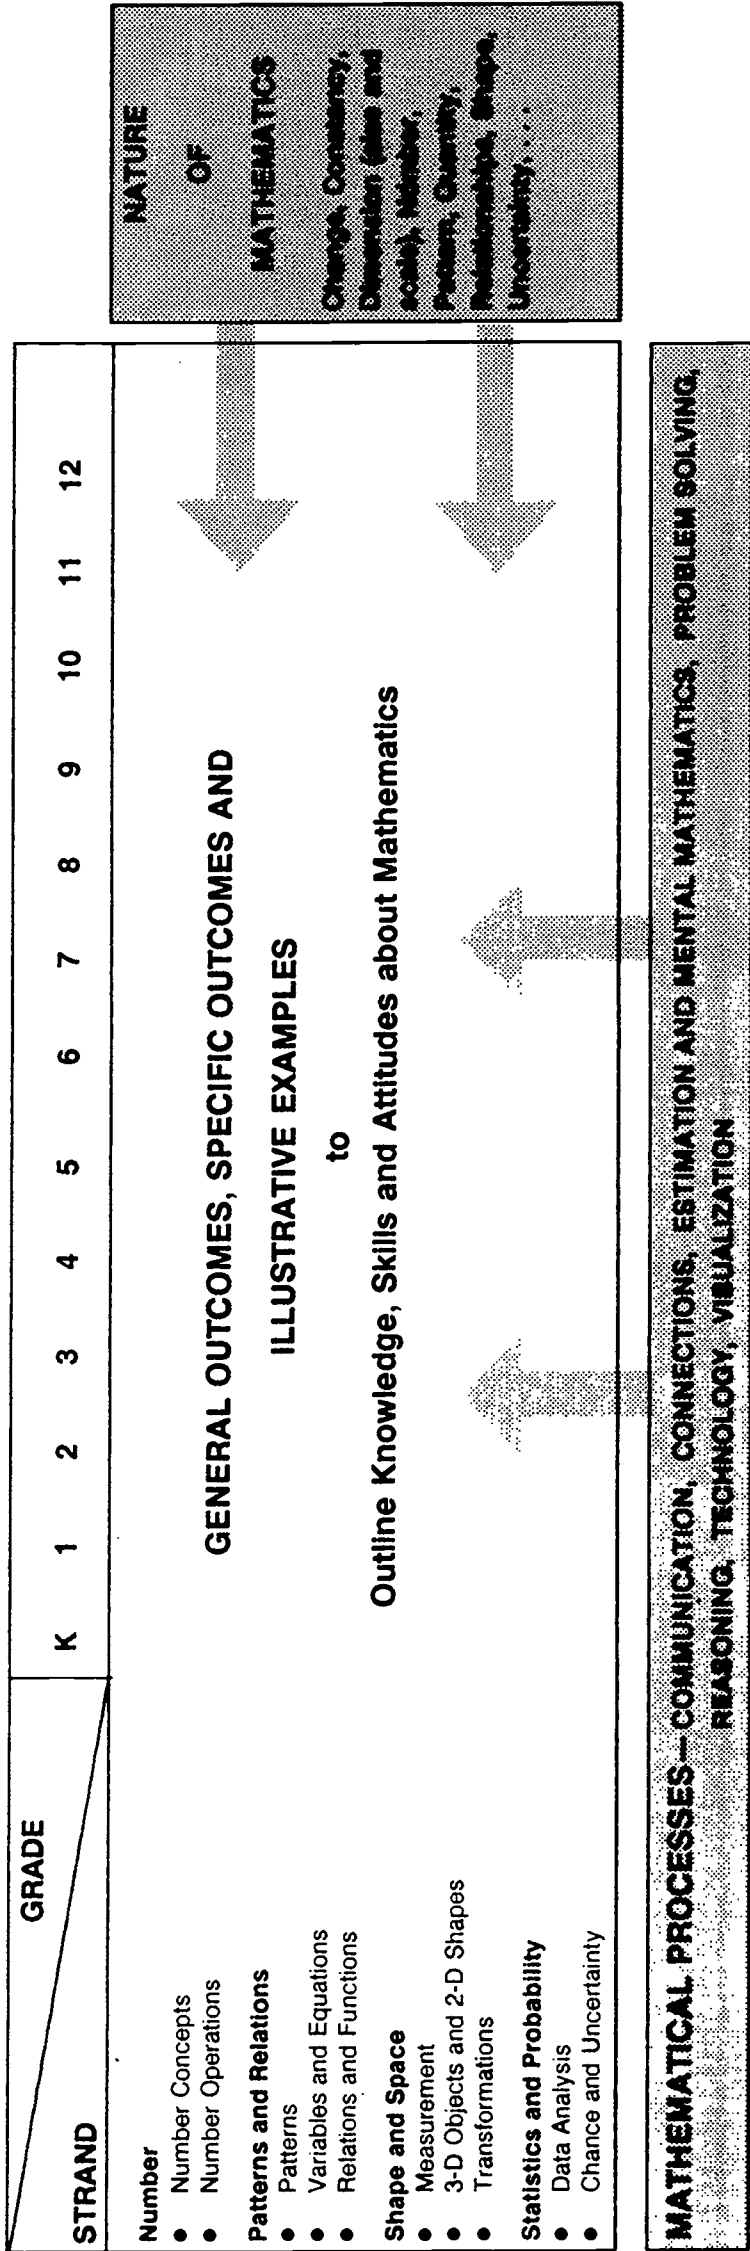 GRADE
STRAND
K 1 2 3 4 5 6 7 8 9 10 11 12
Number
● Number Concepts
● Number Operations
Patterns and Relations
● Patterns
● Variables and Equations
● Relations and Functions
Shape and Space
● Measurement
● 3-D Objects and 2-D Shapes
● Transformations
Statistics and Probability
● Data Analysis
● Chance and Uncertainty
GENERAL OUTCOMES, SPECIFIC OUTCOMES AND
ILLUSTRATIVE EXAMPLES
to
Outline Knowledge, Skills and Attitudes about Mathematics
NATURE
OF
MATHEMATICS
Change, Constancy,
Dimension (size and
scale), Number,
Pattern, Quantity,
Relationships, Shape,
Uncertainty, . . .
MATHEMATICAL PROCESSES—COMMUNICATION, CONNECTIONS, ESTIMATION AND MENTAL MATHEMATICS, PROBLEM SOLVING,
REASONING, TECHNOLOGY, VISUALIZATION